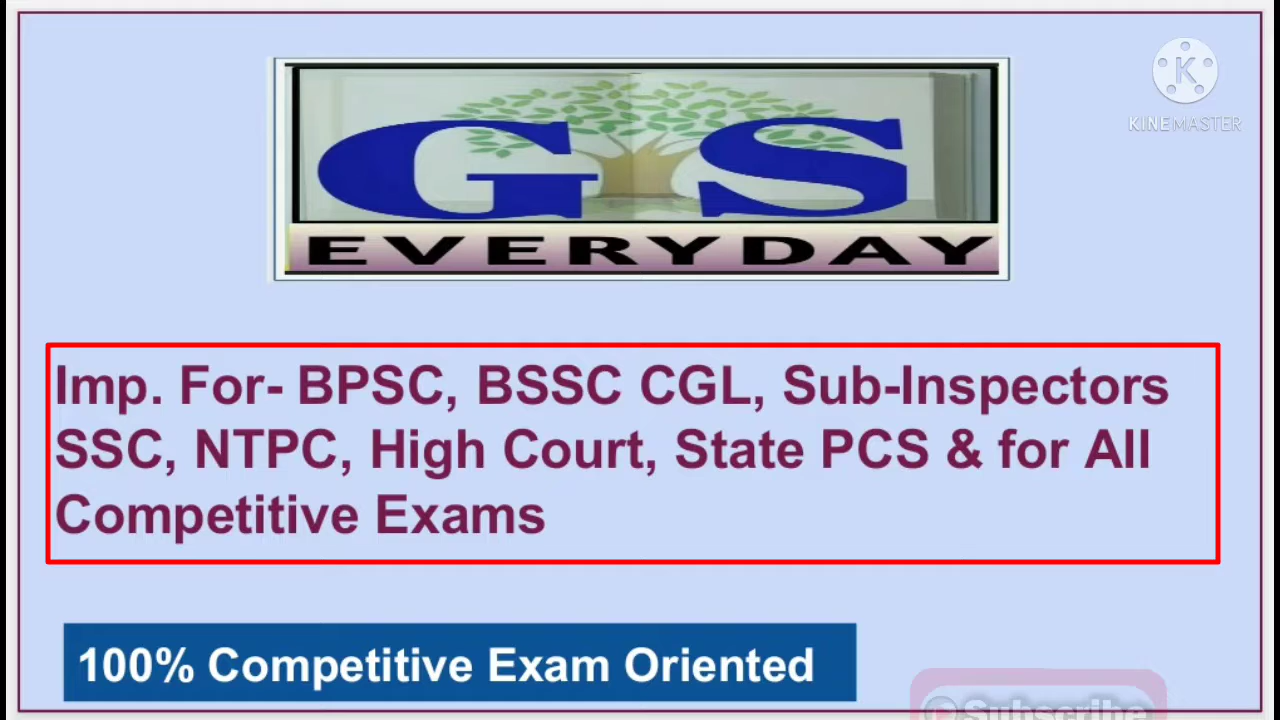 GS
EVERYDAY
K
KINEMASTER
Imp. For- BPSC, BSSC CGL, Sub-Inspectors
SSC, NTPC, High Court, State PCS & for All
Competitive Exams
100% Competitive Exam Oriented
Subscribe